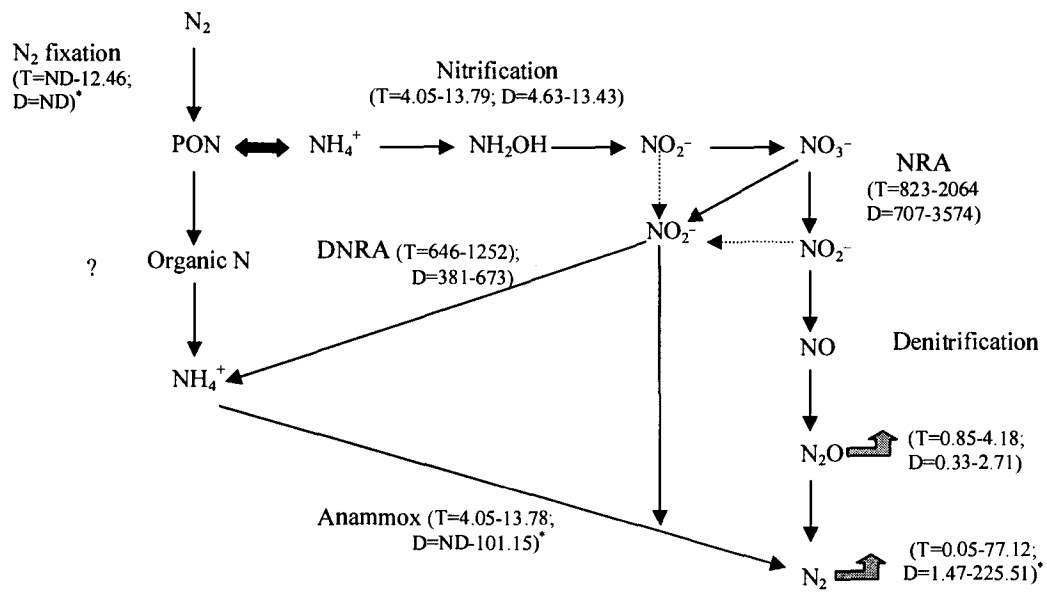 N₂
N₂ fixation
(T=ND-12.46;
D=ND)*
Nitrification
(T=4.05-13.79; D=4.63-13.43)
PON
NH₄⁺
NH₂OH
NO₂⁻
NO₃⁻
NRA
(T=823-2064
D=707-3574)
NO₂⁻
NO₂⁻
?
Organic N
DNRA (T=646-1252);
D=381-673)
NO
Denitrification
NH₄⁺
N₂O
(T=0.85-4.18;
D=0.33-2.71)
Anammox (T=4.05-13.78;
D=ND-101.15)*
N₂
(T=0.05-77.12;
D=1.47-225.51)*